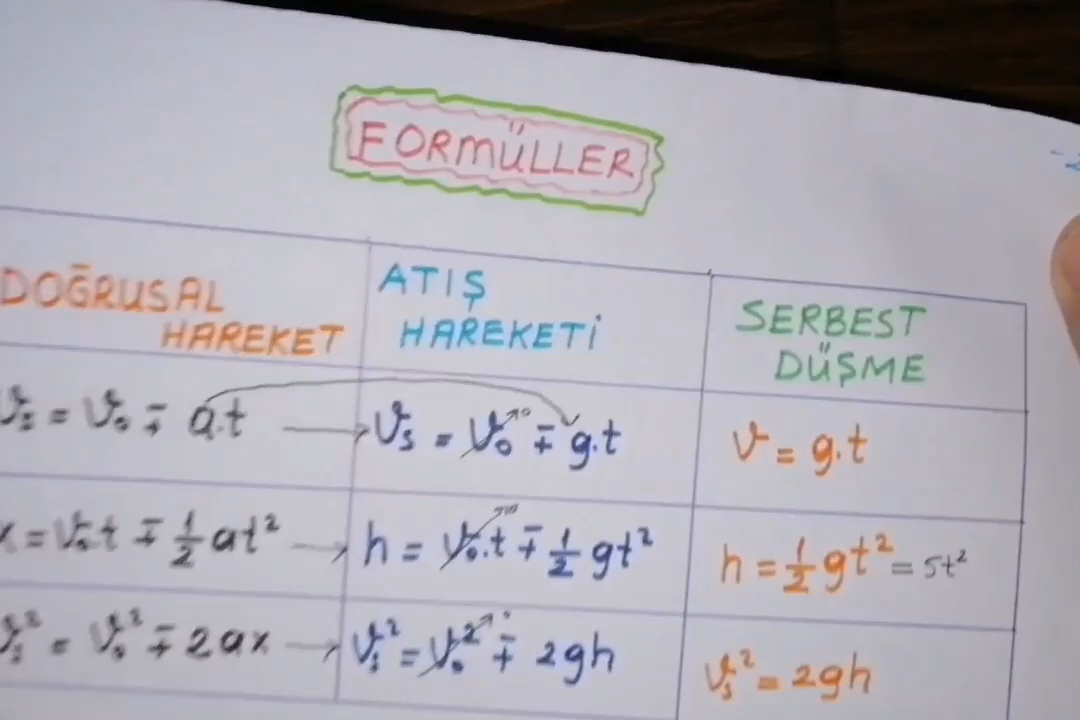 FORMÜLLER
DOĞRUSAL HAREKET
ATIŞ HAREKETİ
SERBEST DÜŞME
𝑣ₛ = 𝑣₀ ∓ a.t → 𝑣ₛ = 𝑣₀ ∓ g.t
𝑣 = g.t
x = 𝑣₀.t ∓ ½ at² → h = 𝑣₀.t ∓ ½ gt²
h = ½ gt² = 5t²
𝑣ₛ² = 𝑣₀² ∓ 2ax → 𝑣ₛ² = 𝑣₀² ∓ 2gh
𝑣ₛ² = 2gh